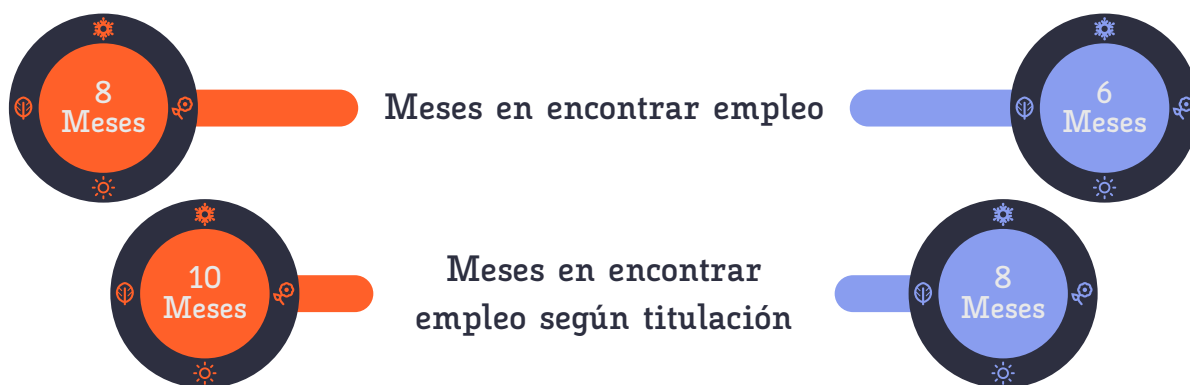 8
Meses
Meses en encontrar empleo
6
Meses
10
Meses
Meses en encontrar
empleo según titulación
8
Meses